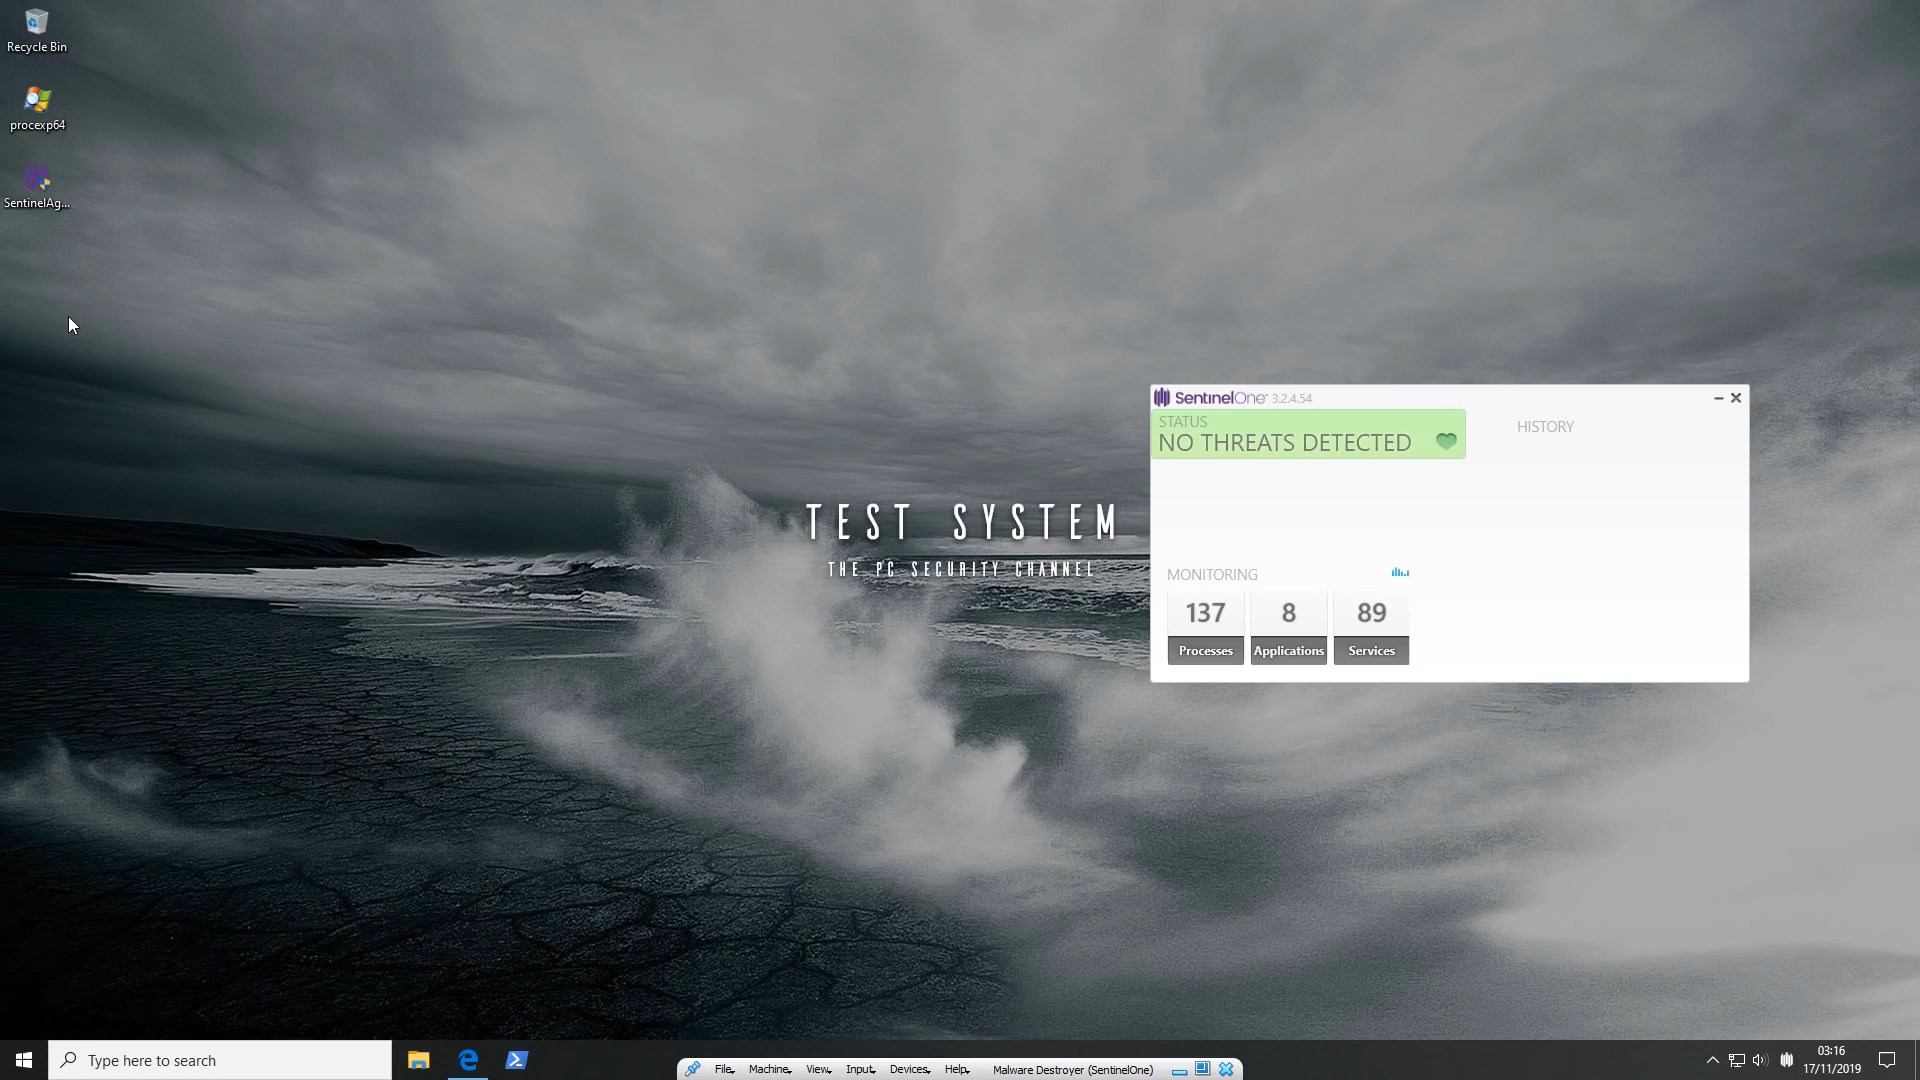 Recycle Bin
procexp64
SentinelAg...
TEST SYSTEM
THE PC SECURITY CHANNEL
SentinelOne 3.2.4.54
STATUS
NO THREATS DETECTED
HISTORY
MONITORING
137 8 89
Processes Applications Services
Type here to search
File Machine View Input Devices Help Malware Destroyer (SentinelOne)
03:16
17/11/2019